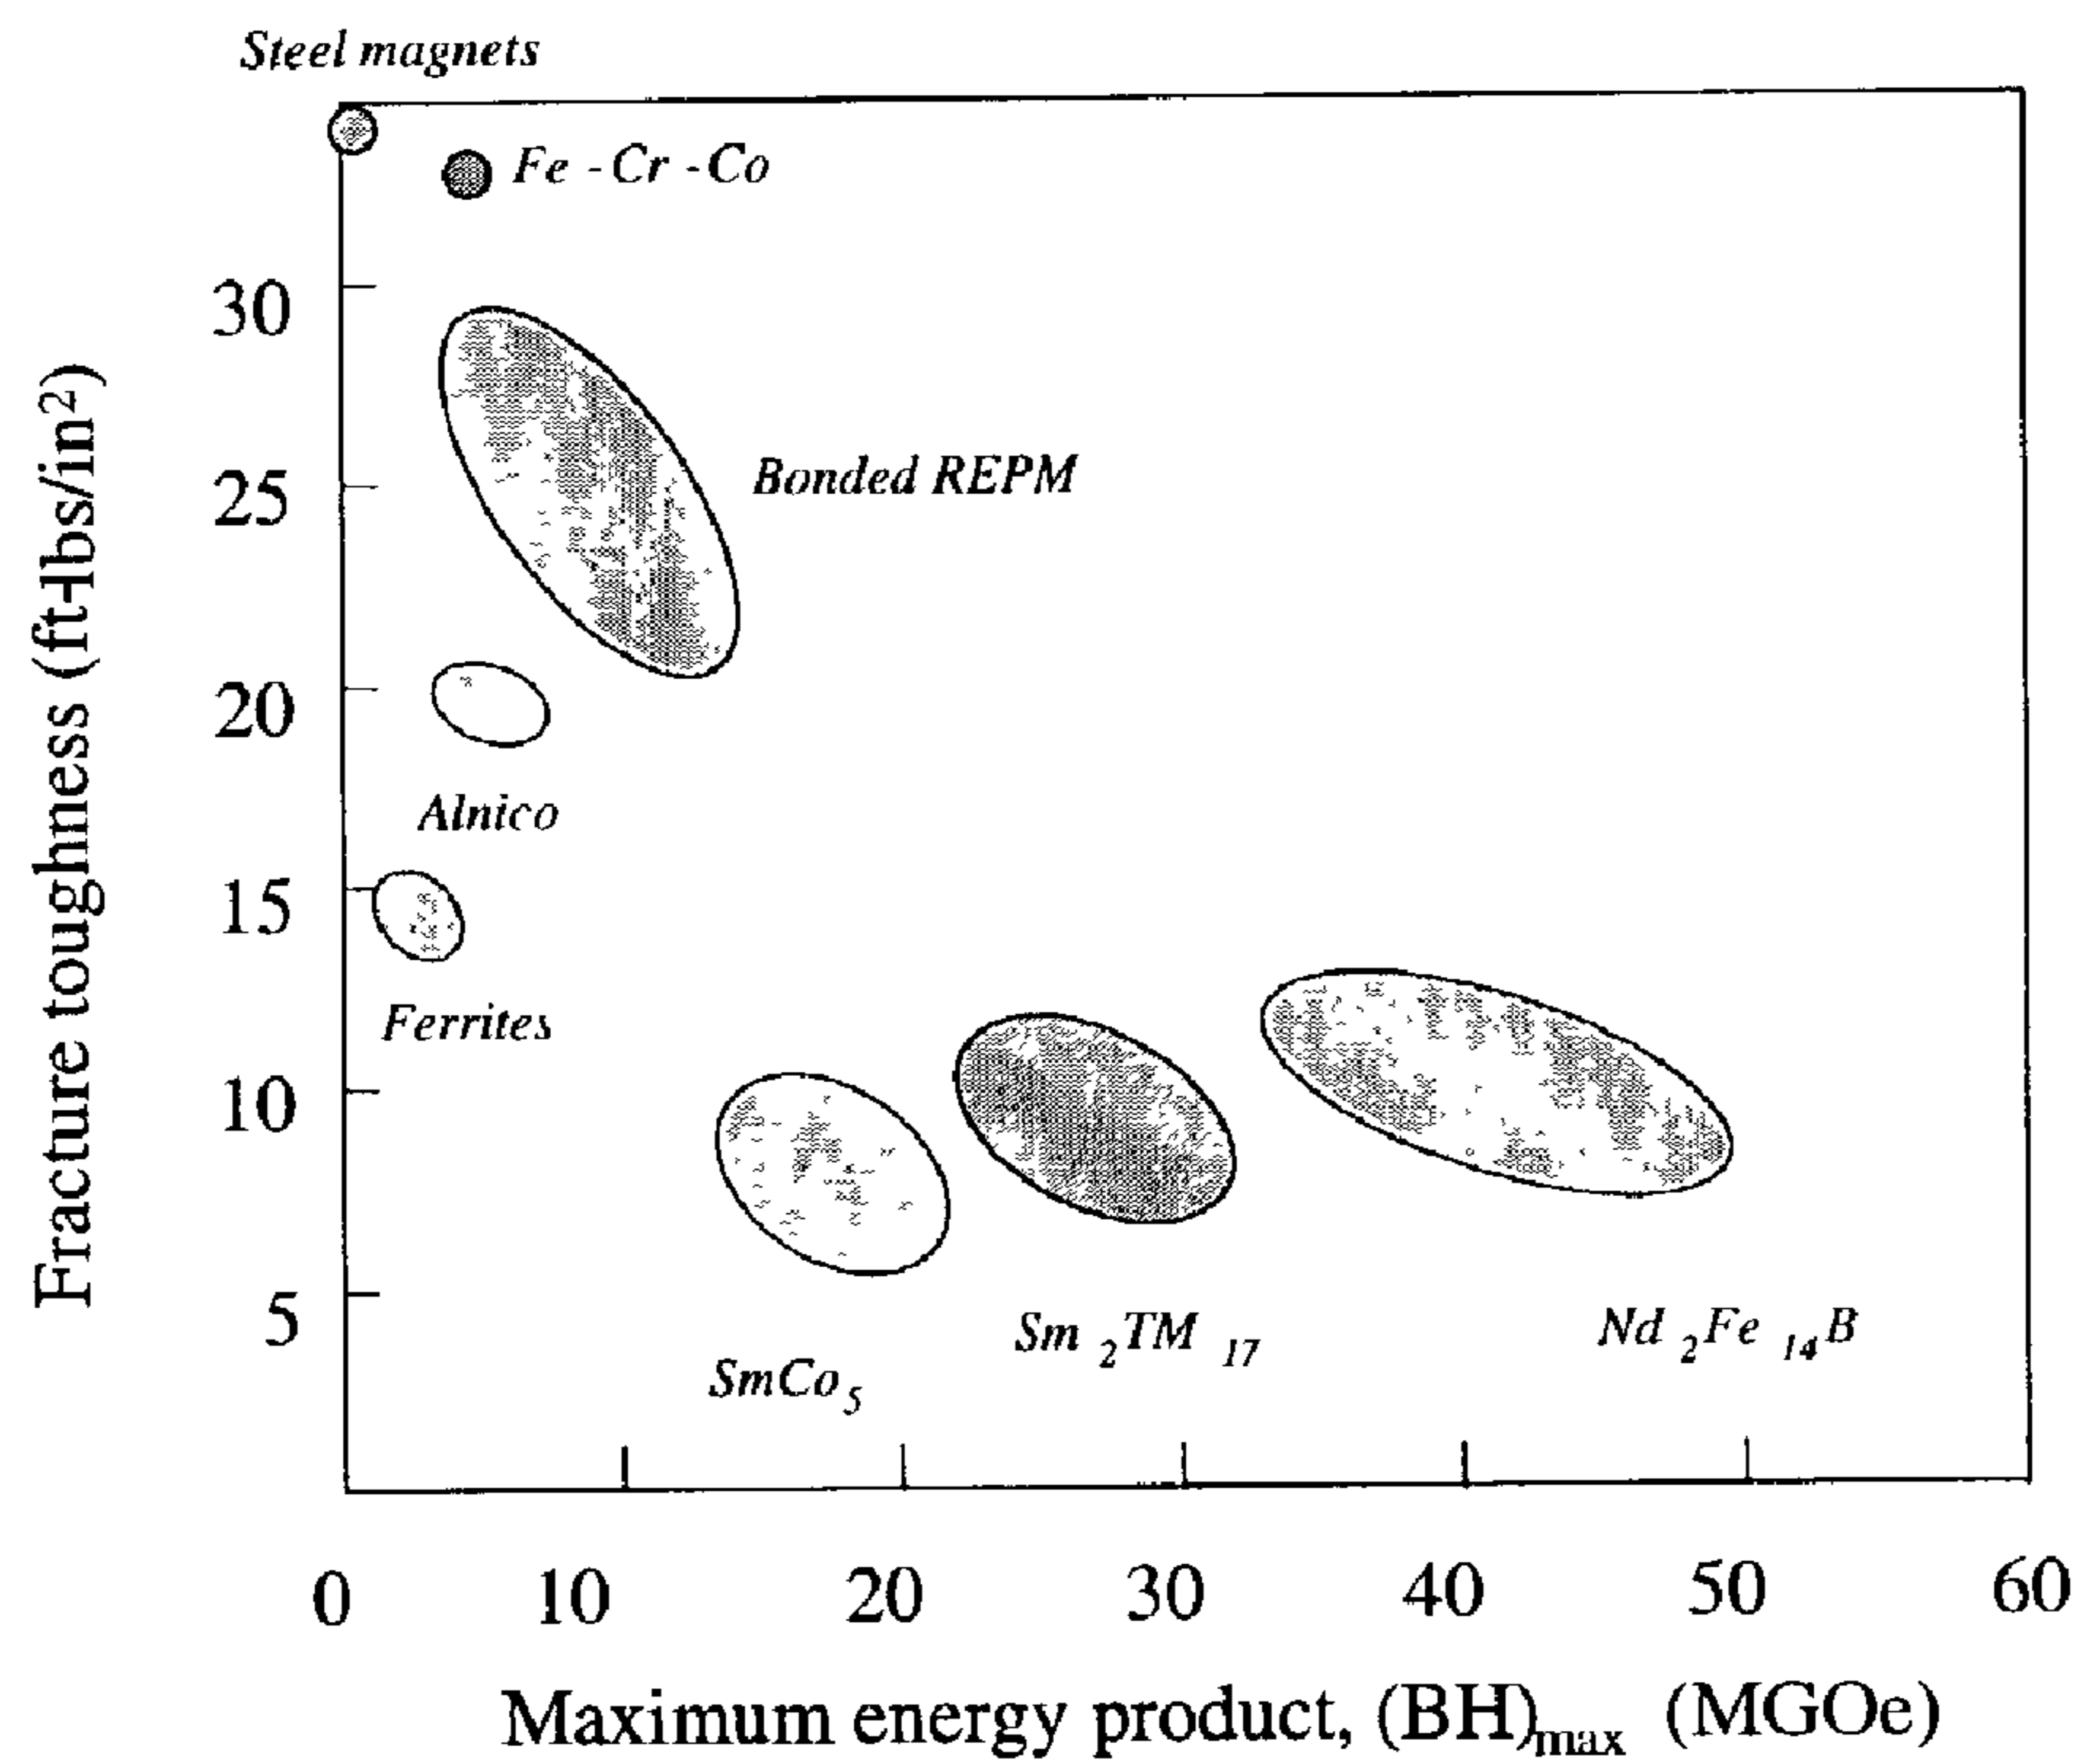 Steel magnets
Fe - Cr - Co
30
Bonded REPM
25
20
Alnico
15
Ferrites
10
5
Sm 2TM 17
Nd 2Fe 14B
SmCo5
0 10 20 30 40 50 60
Maximum energy product, (BH)max (MGOe)
Fracture toughness (ft-lbs/in²)